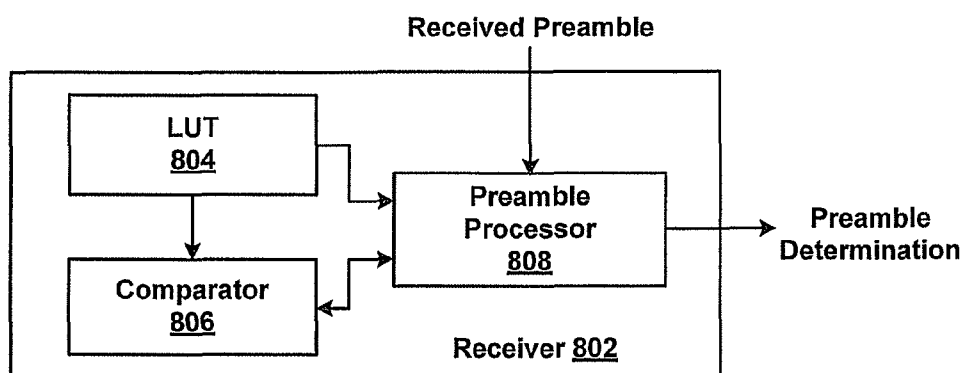 Received Preamble
LUT
804
Preamble
Processor
808
Preamble
Determination
Comparator
806
Receiver 802